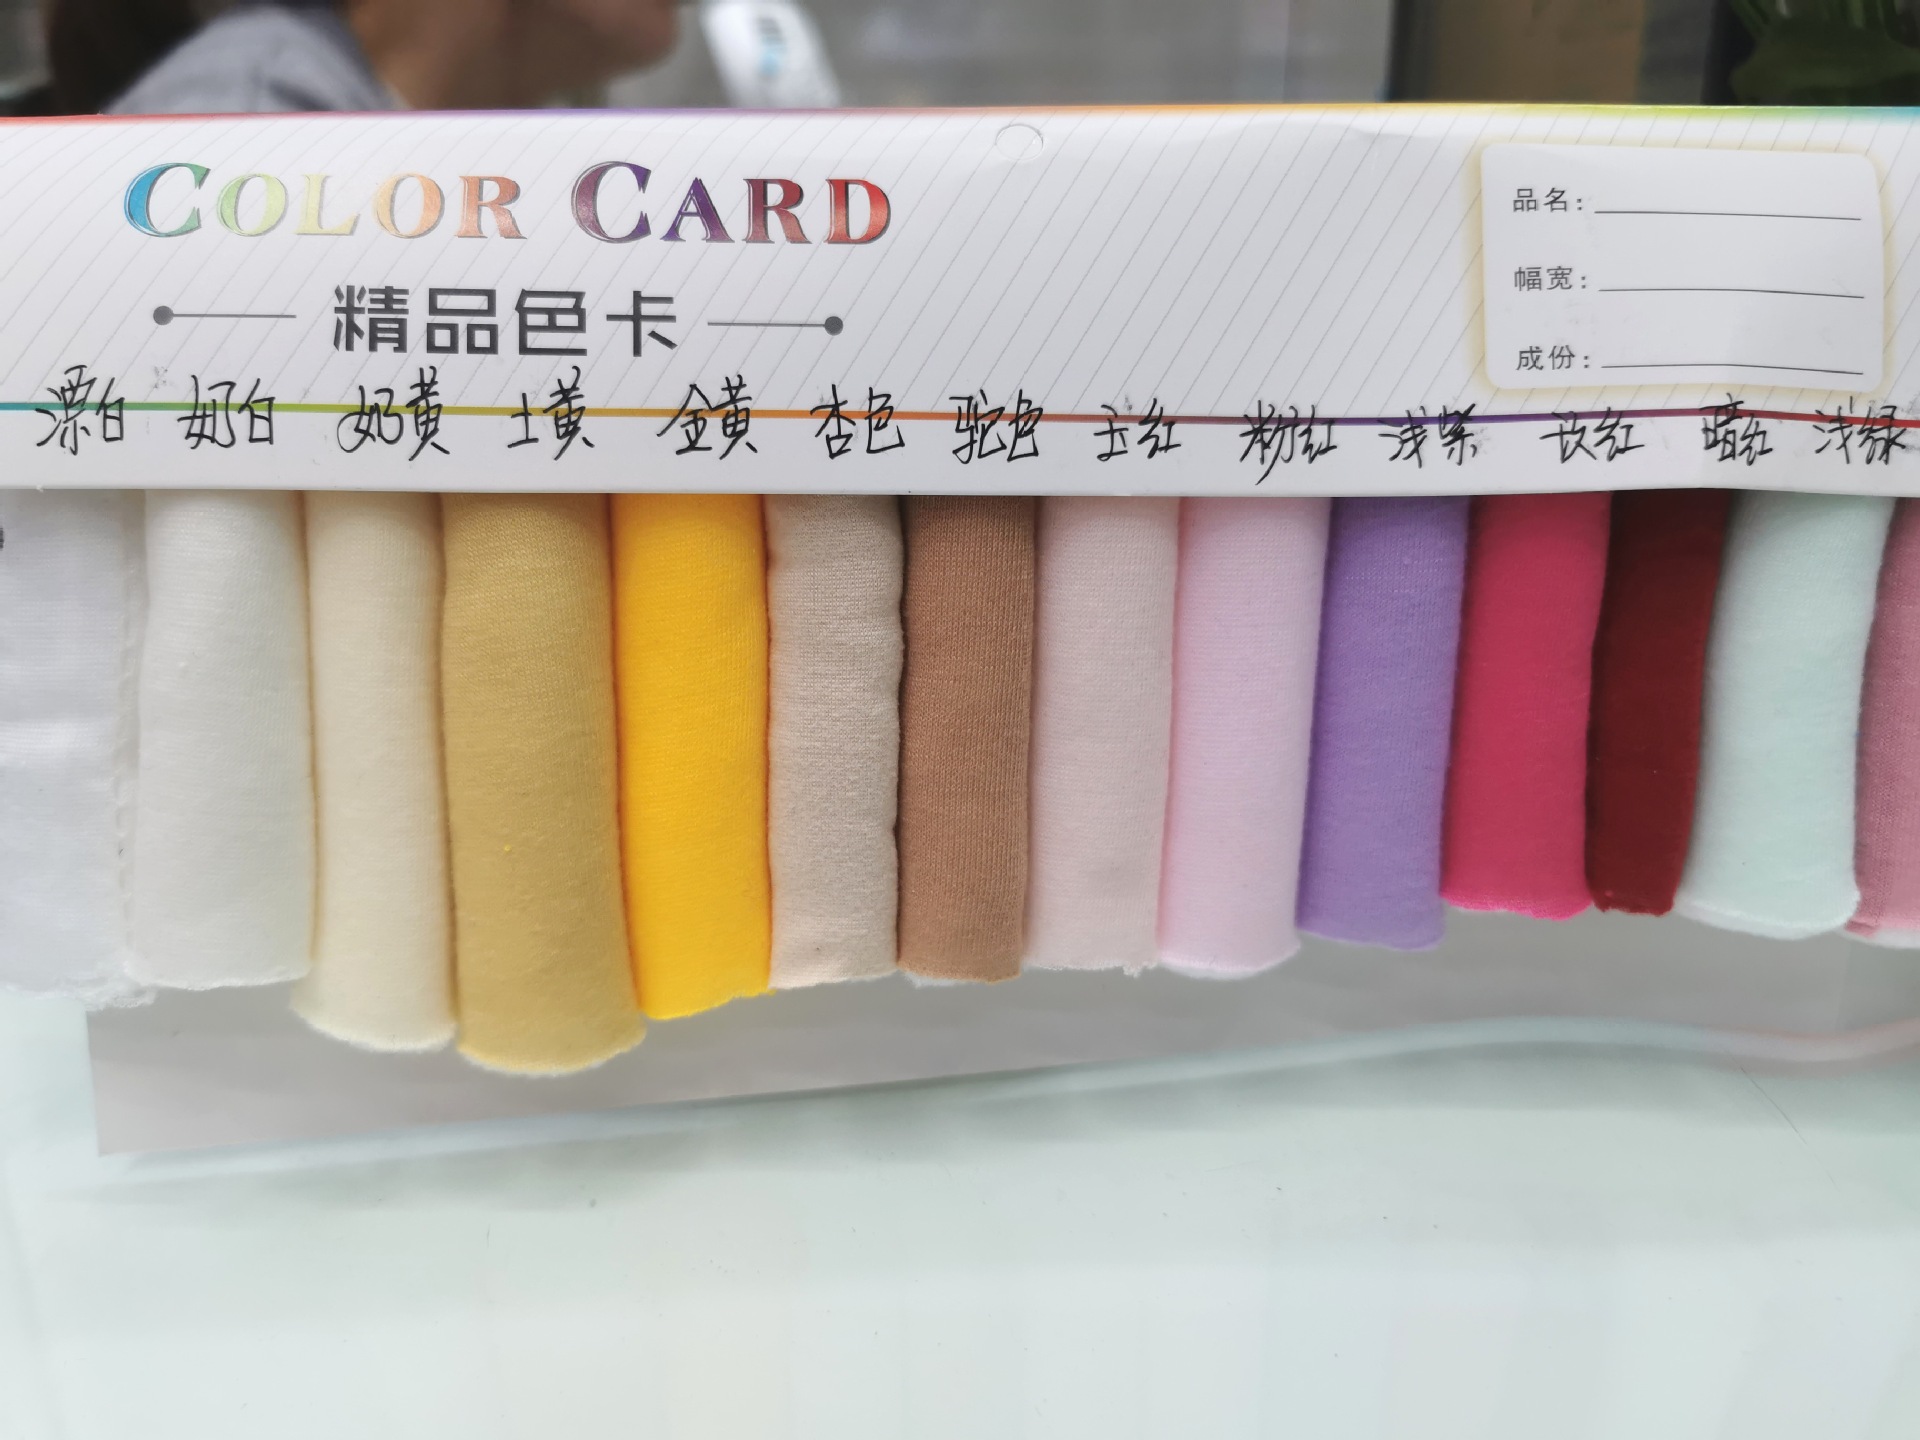 COLOR CARD
精品色卡
品名:
幅宽:
成份:
漂白 奶白 奶黄 土黄 金黄 杏色 驼色 玉红 粉红 浅紫 玫红 暗红 浅绿